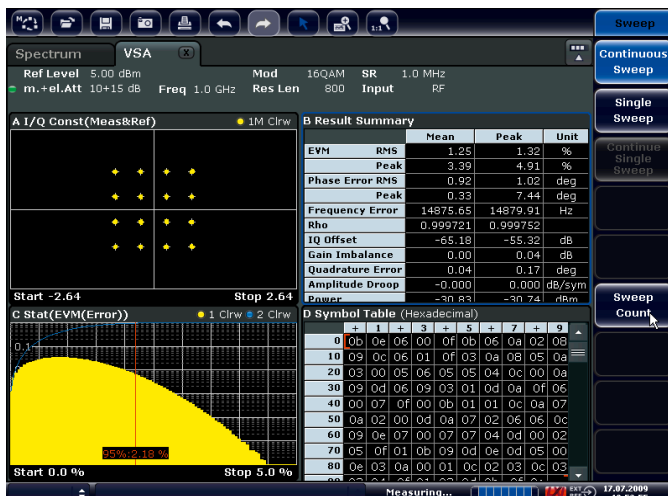 Sweep
Spectrum VSA
Ref Level 5.00 dBm Mod 16QAM SR 1.0 MHz
m.+el.Att 10+15 dB Freq 1.0 GHz Res Len 800 Input RF
Continuous Sweep
Single Sweep
Continue Single Sweep
Sweep Count
A I/Q Const(Meas&Ref) 1M Clrw
Start -2.64 Stop 2.64
B Result Summary
Mean Peak Unit
EVM RMS 1.25 1.32 %
Peak 3.39 4.91 %
Phase Error RMS 0.92 1.02 deg
Peak 0.33 7.44 deg
Frequency Error 14875.65 14879.91 Hz
Rho 0.999721 0.999752
IQ Offset -65.18 -55.32 dB
Gain Imbalance 0.00 0.04 dB
Quadrature Error 0.04 0.17 deg
Amplitude Droop -0.000 0.000 dB/sym
Power -30.83 -30.74 dBm
C Stat(EVM(Error)) 1 Clrw 2 Clrw
0.1
95%:2.18 %
Start 0.0 % Stop 5.0 %
D Symbol Table (Hexadecimal)
+ 1 + 3 + 5 + 7 + 9
0 0b 0e 06 00 0f 0b 06 0a 02 08
10 09 0c 06 01 0f 03 0a 08 05 0a
20 03 00 05 06 05 05 04 0c 00 0a
30 09 0d 06 09 03 01 0d 0a 0f 06
40 00 07 0f 00 0b 01 01 0c 0a 07
50 0a 02 00 0d 0a 07 02 06 06 0c
60 09 0e 07 00 07 07 04 0d 00 02
70 05 0f 01 0b 09 0d 0e 0d 05 00
80 0e 03 0a 00 01 0c 02 03 0c 03
Measuring... EXT 17.07.2009